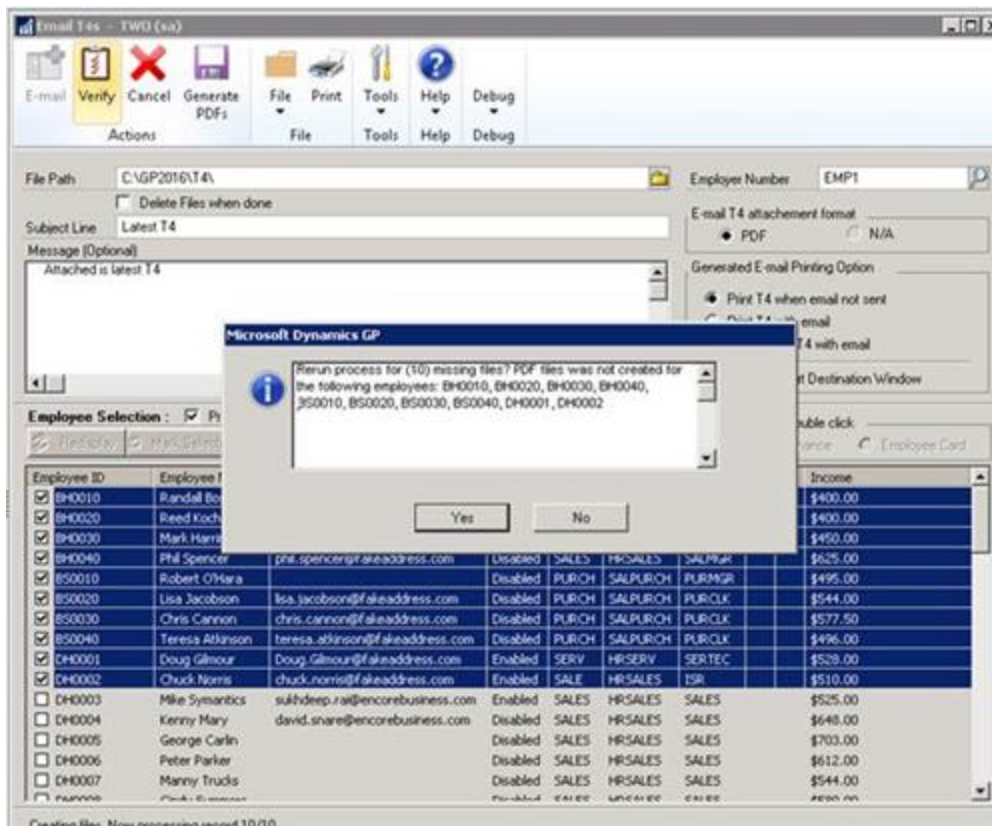 Email T4s - TWO (sa)
E-mail Verify Cancel Generate PDFs File Print Tools Help Debug
Actions File Tools Help Debug
File Path C:\GP2016\T4\ Employer Number EMP1
Delete Files when done
E-mail T4 attachement format
Subject Line Latest T4
PDF N/A
Message (Optional)
Attached is latest T4
Generated E-mail Printing Option
Print T4 when email not sent
Print T4 with email
T4 with email
Destination Window
Microsoft Dynamics GP
Rerun process for (10) missing files? PDF files was not created for
the following employees: BH0010, BH0020, BH0030, BH0040,
BS0010, BS0020, BS0030, BS0040, DH0001, DH0002
Yes No
Employee Selection :
double click
Redisplay Employee Card
Employee ID Employee Income
BH0010 Randall $400.00
BH0020 Reed Koch $400.00
BH0030 Mark $450.00
BH0040 Phil Spencer phil.spencer@fakeaddress.com Disabled SALES HRSALES SALMGR $625.00
BS0010 Robert O'Hara Disabled PURCH SALPURCH PURMGR $495.00
BS0020 Lisa Jacobson lisa.jacobson@fakeaddress.com Disabled PURCH SALPURCH PURCLK $544.00
BS0030 Chris Cannon chris.cannon@fakeaddress.com Disabled PURCH SALPURCH PURCLK $577.50
BS0040 Teresa Atkinson teresa.atkinson@fakeaddress.com Disabled PURCH SALPURCH PURCLK $496.00
DH0001 Doug Gilmour Doug.Gilmour@fakeaddress.com Enabled SERV HRSERV SERTEC $528.00
DH0002 Chuck Norris chuck.norris@fakeaddress.com Enabled SALE HRSALES ISR $510.00
DH0003 Mike Symantics sukhdeep.rai@encorebusiness.com Enabled SALES HRSALES SALES $525.00
DH0004 Kenny Mary david.snare@encorebusiness.com Disabled SALES HRSALES SALES $648.00
DH0005 George Carlin Disabled SALES HRSALES SALES $703.00
DH0006 Peter Parker Disabled SALES HRSALES SALES $612.00
DH0007 Manny Trucks Disabled SALES HRSALES SALES $544.00
Creating files. Now processing record 10/10